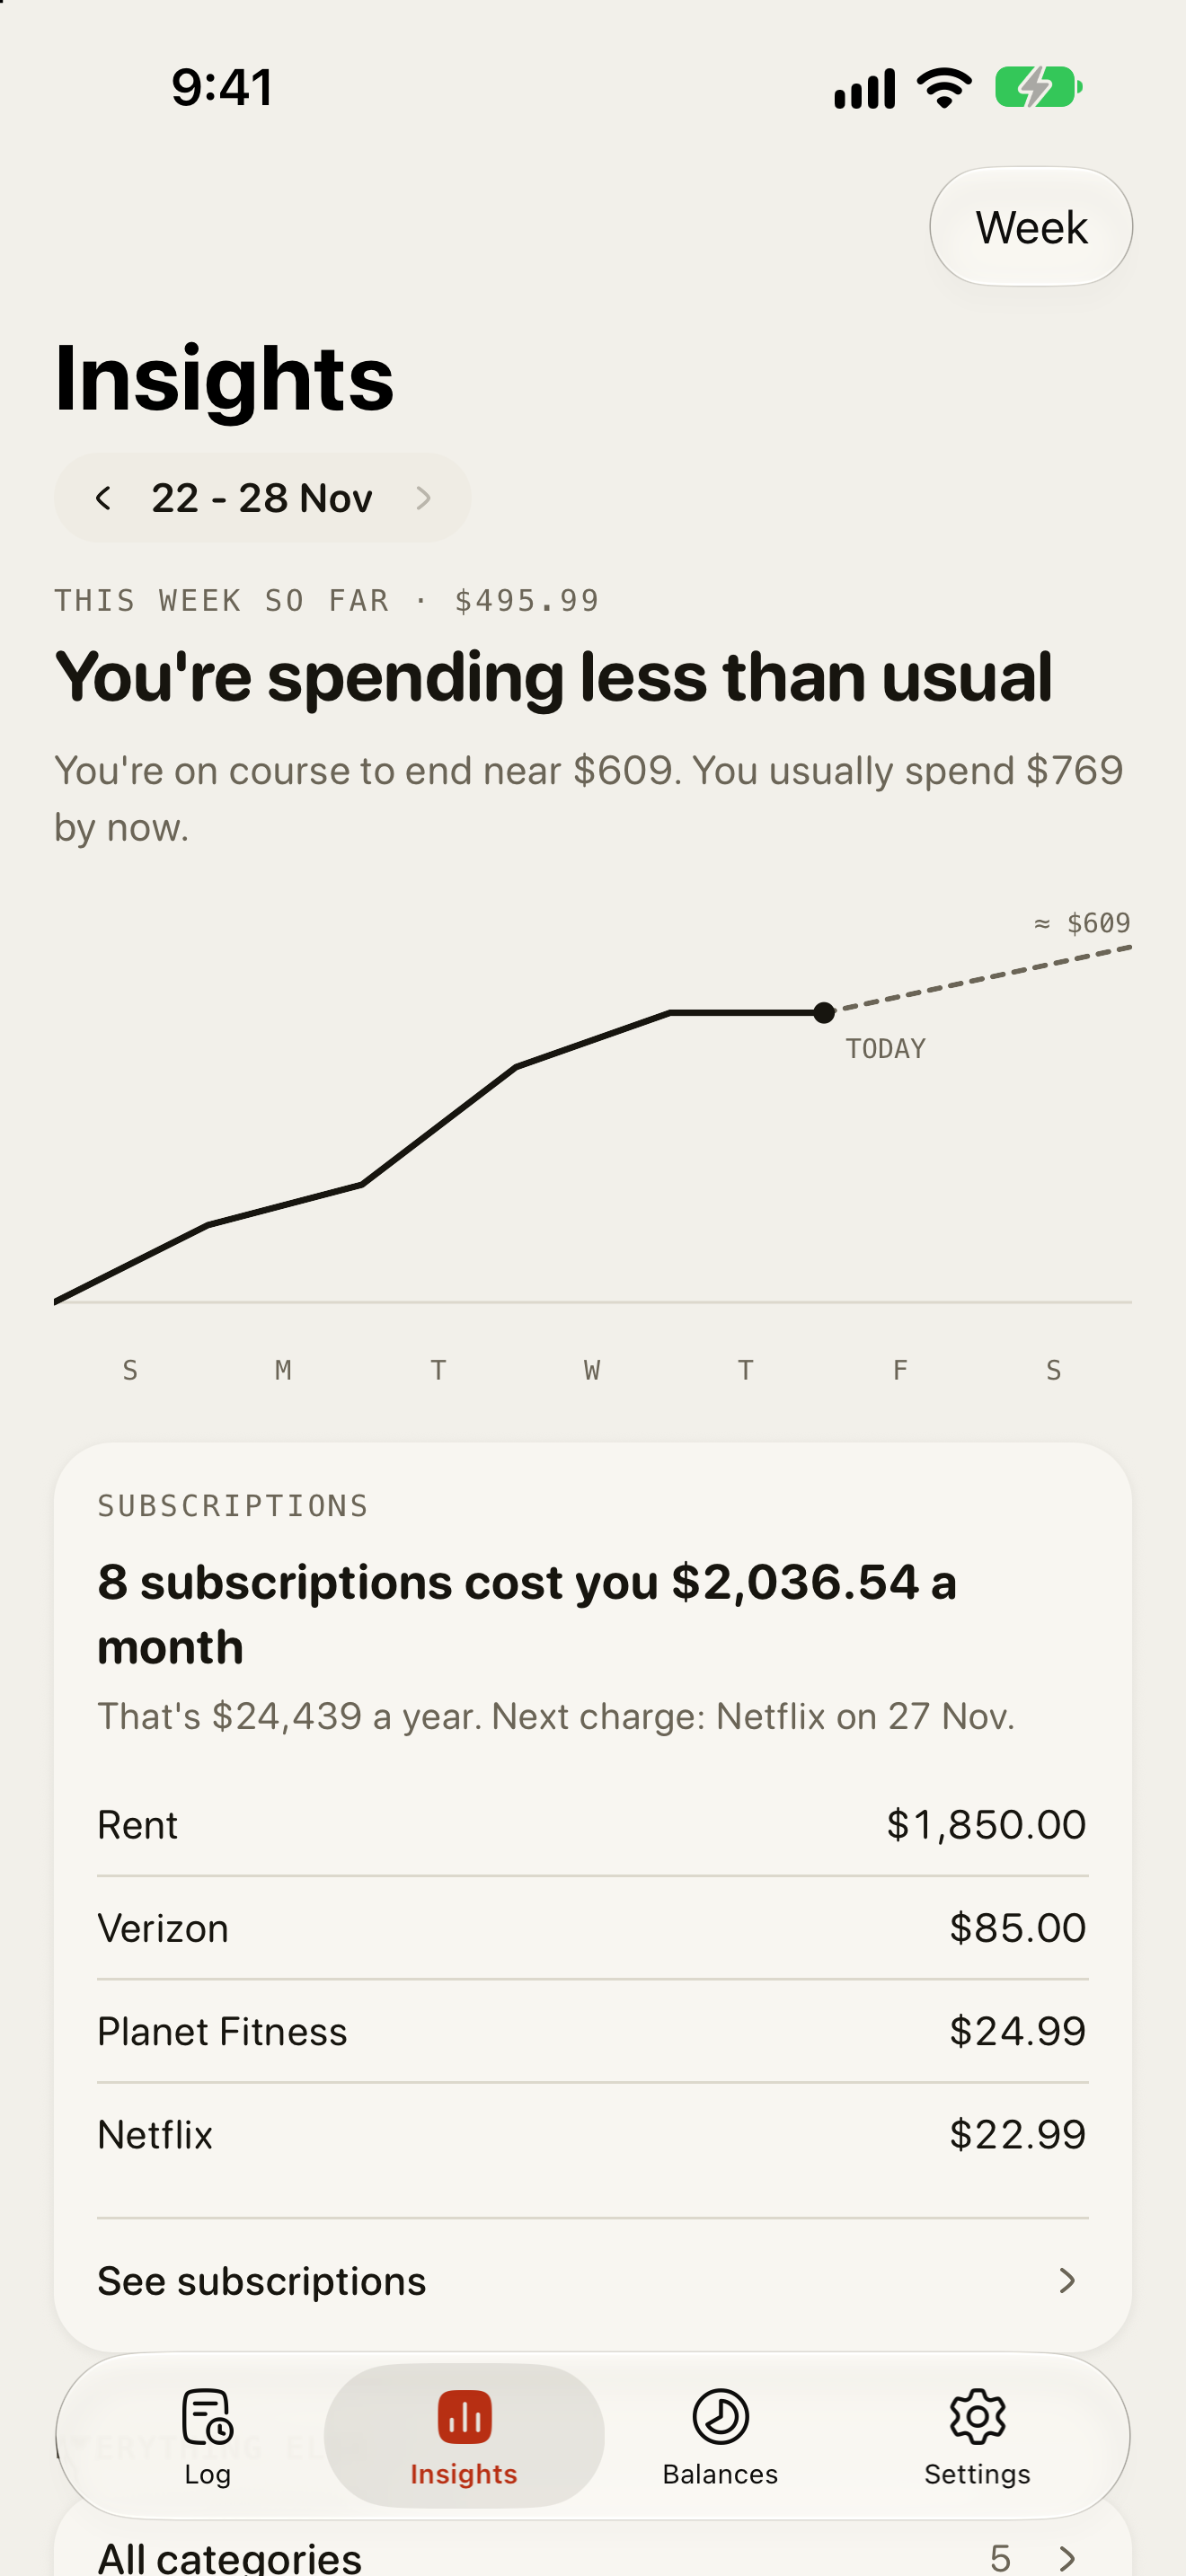 9:41
Week
Insights
22 - 28 Nov
THIS WEEK SO FAR · $495.99
You're spending less than usual
You're on course to end near $609. You usually spend $769
by now.
≈ $609
TODAY
S M T W T F S
SUBSCRIPTIONS
8 subscriptions cost you $2,036.54 a
month
That's $24,439 a year. Next charge: Netflix on 27 Nov.
Rent $1,850.00
Verizon $85.00
Planet Fitness $24.99
Netflix $22.99
See subscriptions
Log Insights Balances Settings
All categories 5